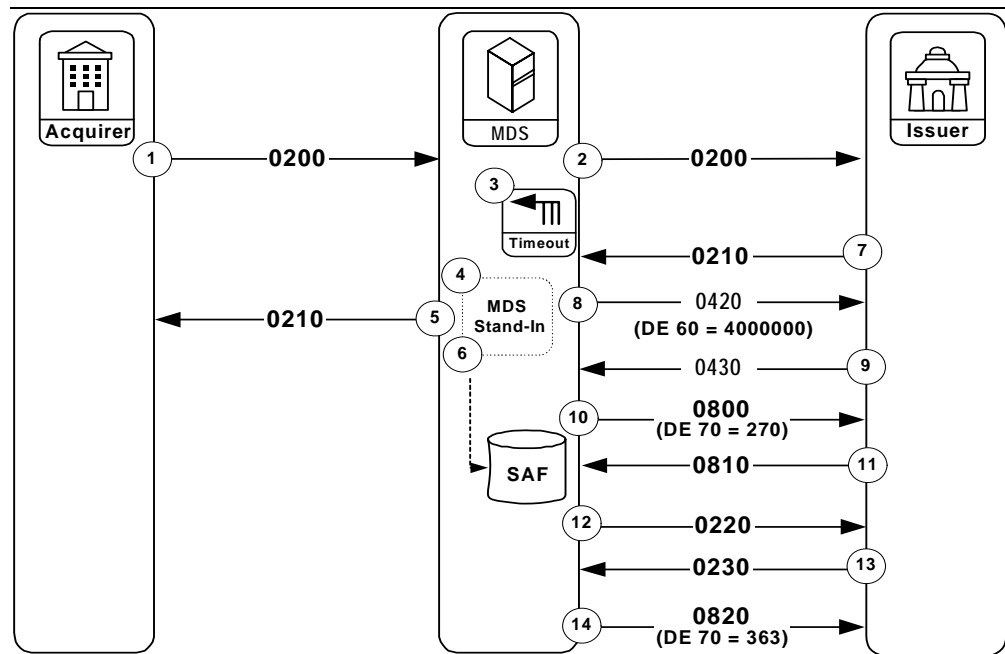 Acquirer
MDS
Issuer
1
0200
2
0200
3
Timeout
7
0210
4
MDS
Stand-In
5
0210
6
8
0420
(DE 60 = 4000000)
9
0430
10
0800
(DE 70 = 270)
11
0810
SAF
12
0220
13
0230
14
0820
(DE 70 = 363)